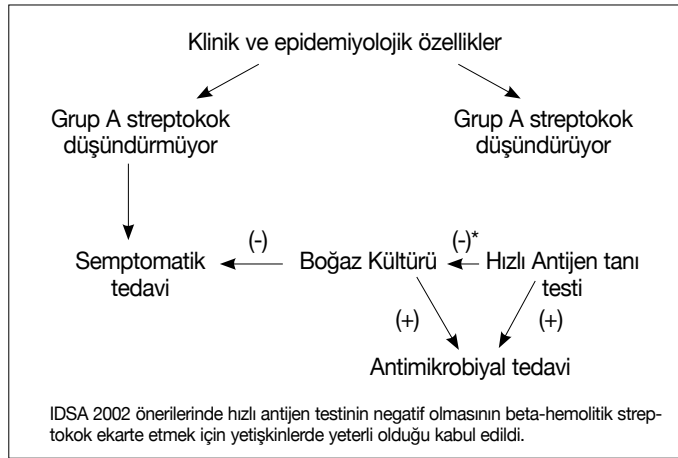 Klinik ve epidemiyolojik özellikler
Grup A streptokok
düşündürmüyor
Grup A streptokok
düşündürüyor
(-)
(-)*
Semptomatik
tedavi
Boğaz Kültürü
Hızlı Antijen tanı
testi
(+)
(+)
Antimikrobiyal tedavi
IDSA 2002 önerilerinde hızlı antijen testinin negatif olmasının beta-hemolitik strep-
tokok ekarte etmek için yetişkinlerde yeterli olduğu kabul edildi.